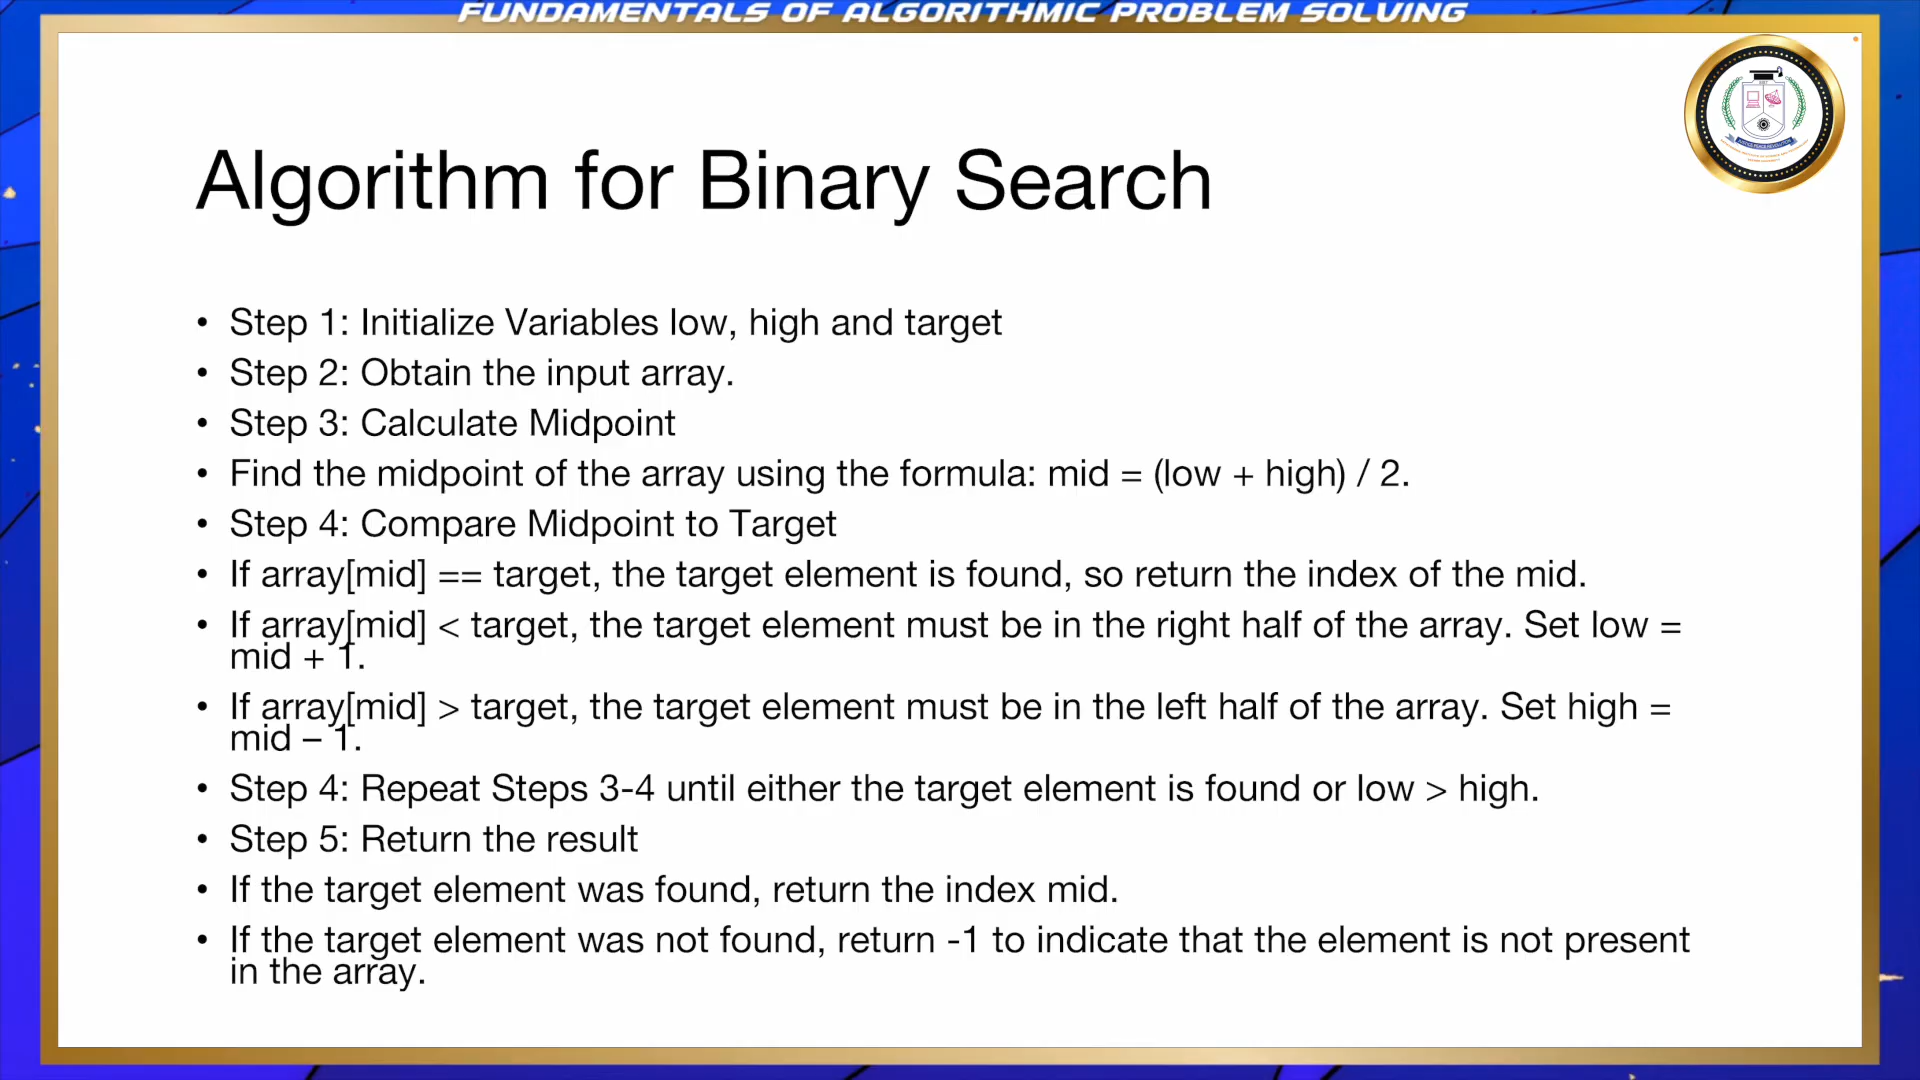 FUNDAMENTALS OF ALGORITHMIC PROBLEM SOLVING
Algorithm for Binary Search
• Step 1: Initialize Variables low, high and target
• Step 2: Obtain the input array.
• Step 3: Calculate Midpoint
• Find the midpoint of the array using the formula: mid = (low + high) / 2.
• Step 4: Compare Midpoint to Target
• If array[mid] == target, the target element is found, so return the index of the mid.
• If array[mid] < target, the target element must be in the right half of the array. Set low =
mid + 1.
• If array[mid] > target, the target element must be in the left half of the array. Set high =
mid – 1.
• Step 4: Repeat Steps 3-4 until either the target element is found or low > high.
• Step 5: Return the result
• If the target element was found, return the index mid.
• If the target element was not found, return -1 to indicate that the element is not present
in the array.